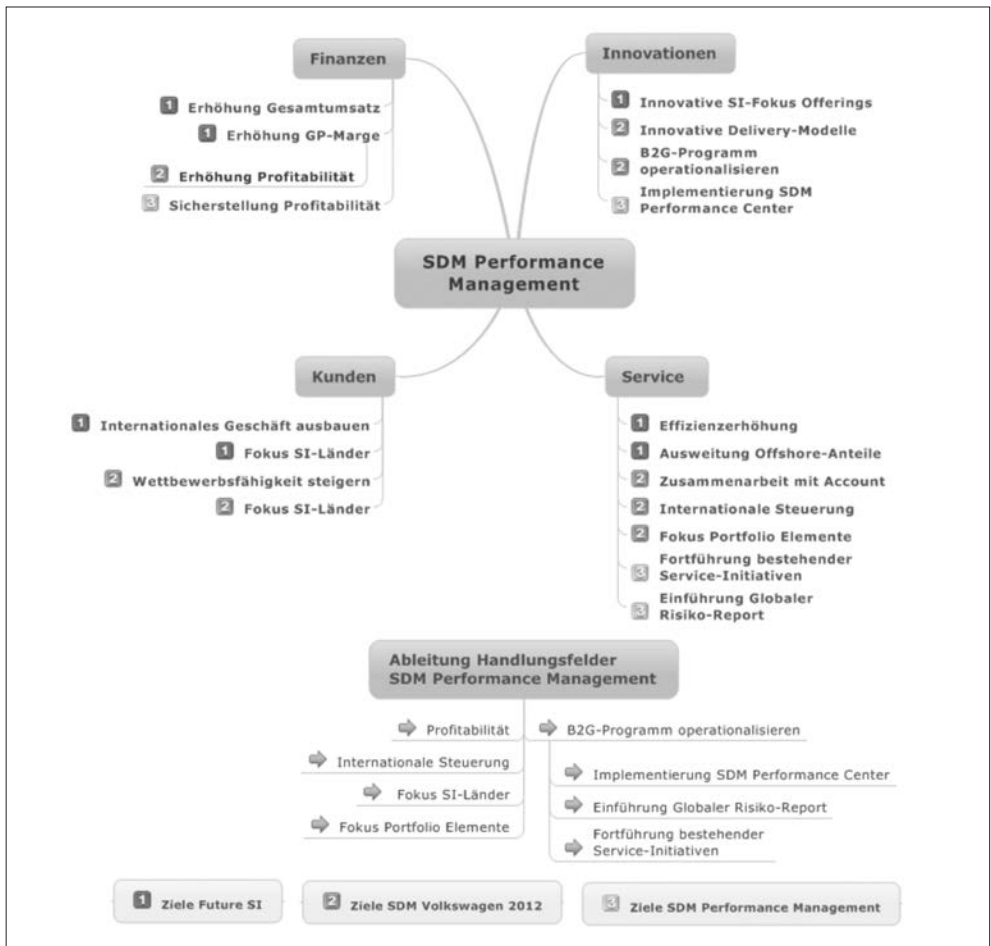 Finanzen
1 Erhöhung Gesamtumsatz
1 Erhöhung GP-Marge
2 Erhöhung Profitabilität
3 Sicherstellung Profitabilität
Innovationen
1 Innovative SI-Fokus Offerings
2 Innovative Delivery-Modelle
2 B2G-Programm
operationalisieren
3 Implementierung SDM
Performance Center
SDM Performance
Management
Kunden
1 Internationales Geschäft ausbauen
1 Fokus SI-Länder
2 Wettbewerbsfähigkeit steigern
2 Fokus SI-Länder
Service
1 Effizienzerhöhung
1 Ausweitung Offshore-Anteile
2 Zusammenarbeit mit Account
2 Internationale Steuerung
2 Fokus Portfolio Elemente
3 Fortführung bestehender
Service-Initiativen
3 Einführung Globaler
Risiko-Report
Ableitung Handlungsfelder
SDM Performance Management
Profitabilität
Internationale Steuerung
Fokus SI-Länder
Fokus Portfolio Elemente
B2G-Programm operationalisieren
Implementierung SDM Performance Center
Einführung Globaler Risiko-Report
Fortführung bestehender
Service-Initiativen
1 Ziele Future SI
2 Ziele SDM Volkswagen 2012
3 Ziele SDM Performance Management